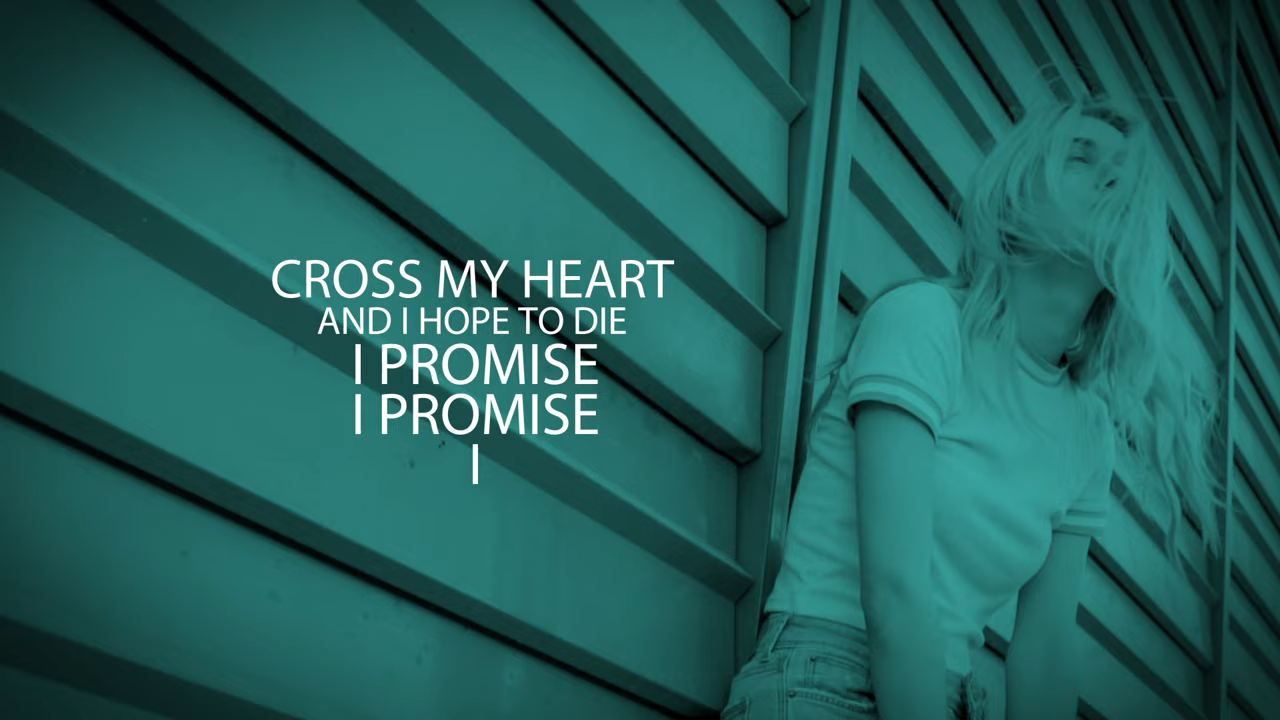 CROSS MY HEART
AND I HOPE TO DIE
I PROMISE
I PROMISE
I